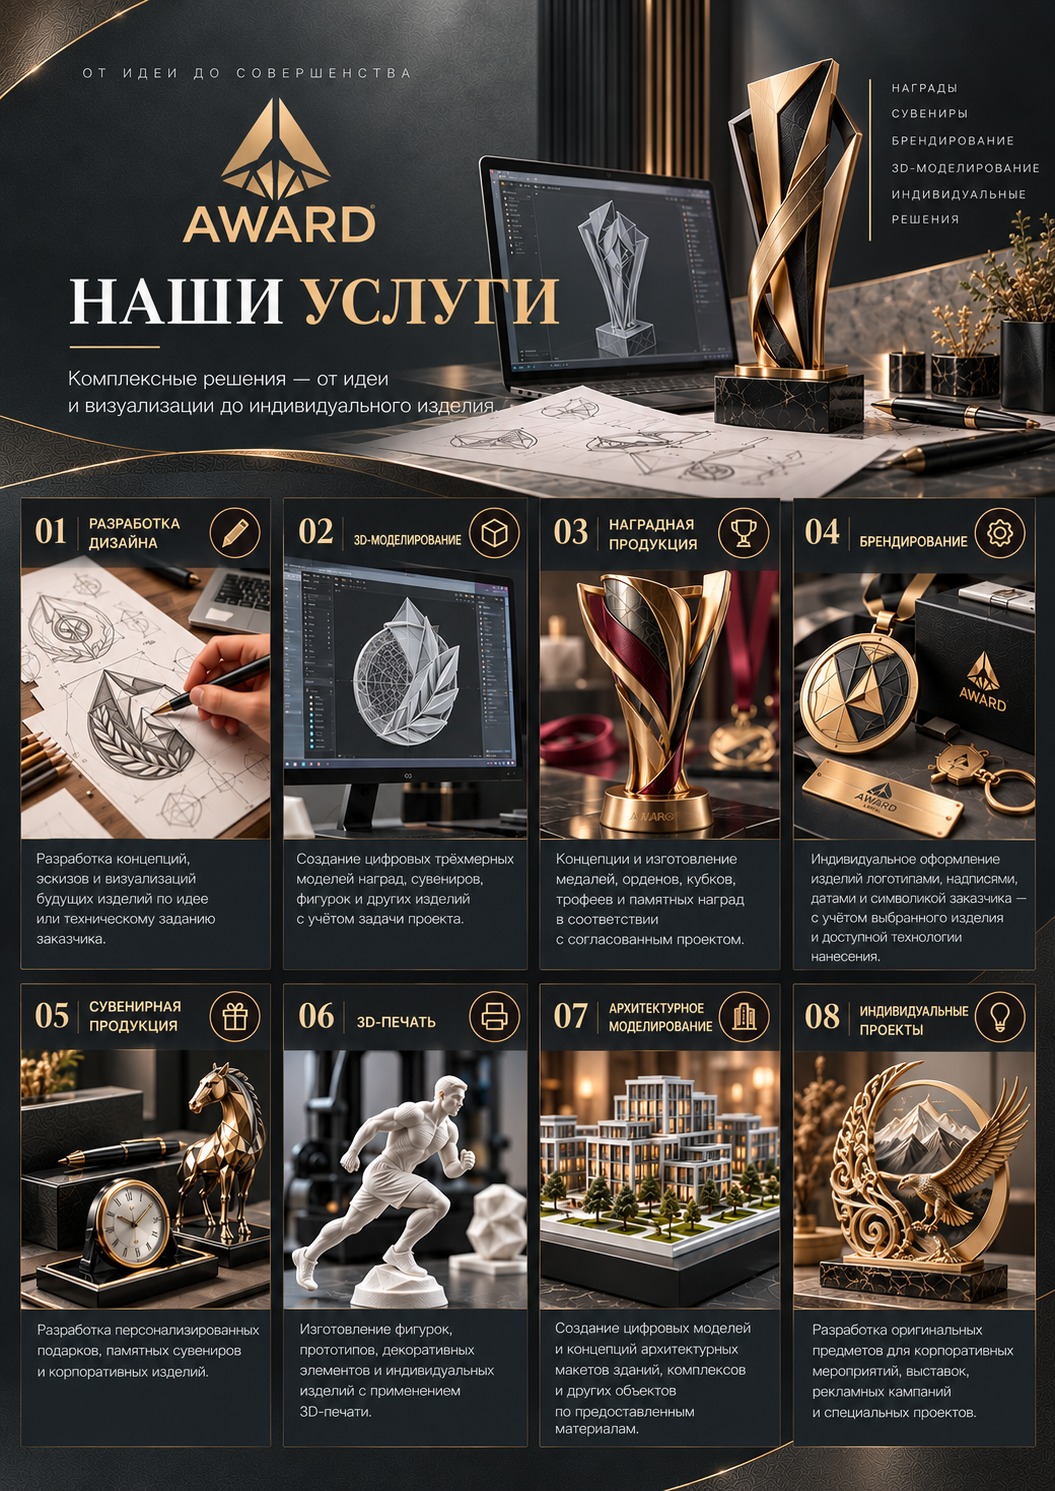 ОТ ИДЕИ ДО СОВЕРШЕНСТВА
AWARD
НАШИ УСЛУГИ
Комплексные решения — от идеи
и визуализации до индивидуального изделия.
НАГРАДЫ
СУВЕНИРЫ
БРЕНДИРОВАНИЕ
3D-МОДЕЛИРОВАНИЕ
ИНДИВИДУАЛЬНЫЕ
РЕШЕНИЯ
01 РАЗРАБОТКА
ДИЗАЙНА
Разработка концепций,
эскизов и визуализаций
будущих изделий по идее
или техническому заданию
заказчика.
02 3D-МОДЕЛИРОВАНИЕ
Создание цифровых трёхмерных
моделей наград, сувениров,
фигурок и других изделий
с учётом задачи проекта.
03 НАГРАДНАЯ
ПРОДУКЦИЯ
Концепции и изготовление
медалей, орденов, кубков,
трофеев и памятных наград
в соответствии
с согласованным проектом.
04 БРЕНДИРОВАНИЕ
AWARD
AWARD
Индивидуальное оформление
изделий логотипами, надписями,
датами и символикой заказчика —
с учётом выбранного изделия
и доступной технологии
нанесения.
05 СУВЕНИРНАЯ
ПРОДУКЦИЯ
Разработка персонализированных
подарков, памятных сувениров
и корпоративных изделий.
06 3D-ПЕЧАТЬ
Изготовление фигурок,
прототипов, декоративных
элементов и индивидуальных
изделий с применением
3D-печати.
07 АРХИТЕКТУРНОЕ
МОДЕЛИРОВАНИЕ
Создание цифровых моделей
и концепций архитектурных
макетов зданий, комплексов
и других объектов
по предоставленным
материалам.
08 ИНДИВИДУАЛЬНЫЕ
ПРОЕКТЫ
Разработка оригинальных
предметов для корпоративных
мероприятий, выставок,
рекламных кампаний
и специальных проектов.